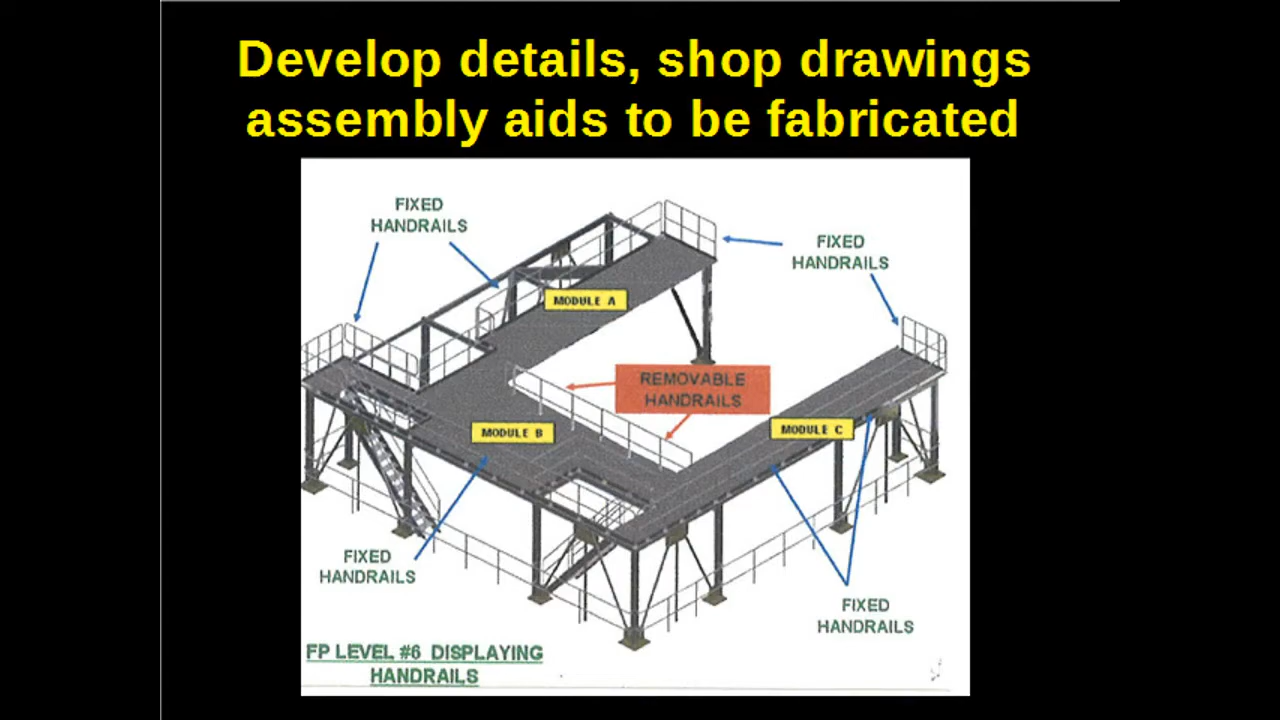 Develop details, shop drawings
assembly aids to be fabricated
FIXED
HANDRAILS
FIXED
HANDRAILS
MODULE A
REMOVABLE
HANDRAILS
MODULE B
MODULE C
FIXED
HANDRAILS
FIXED
HANDRAILS
FP LEVEL #6 DISPLAYING
HANDRAILS